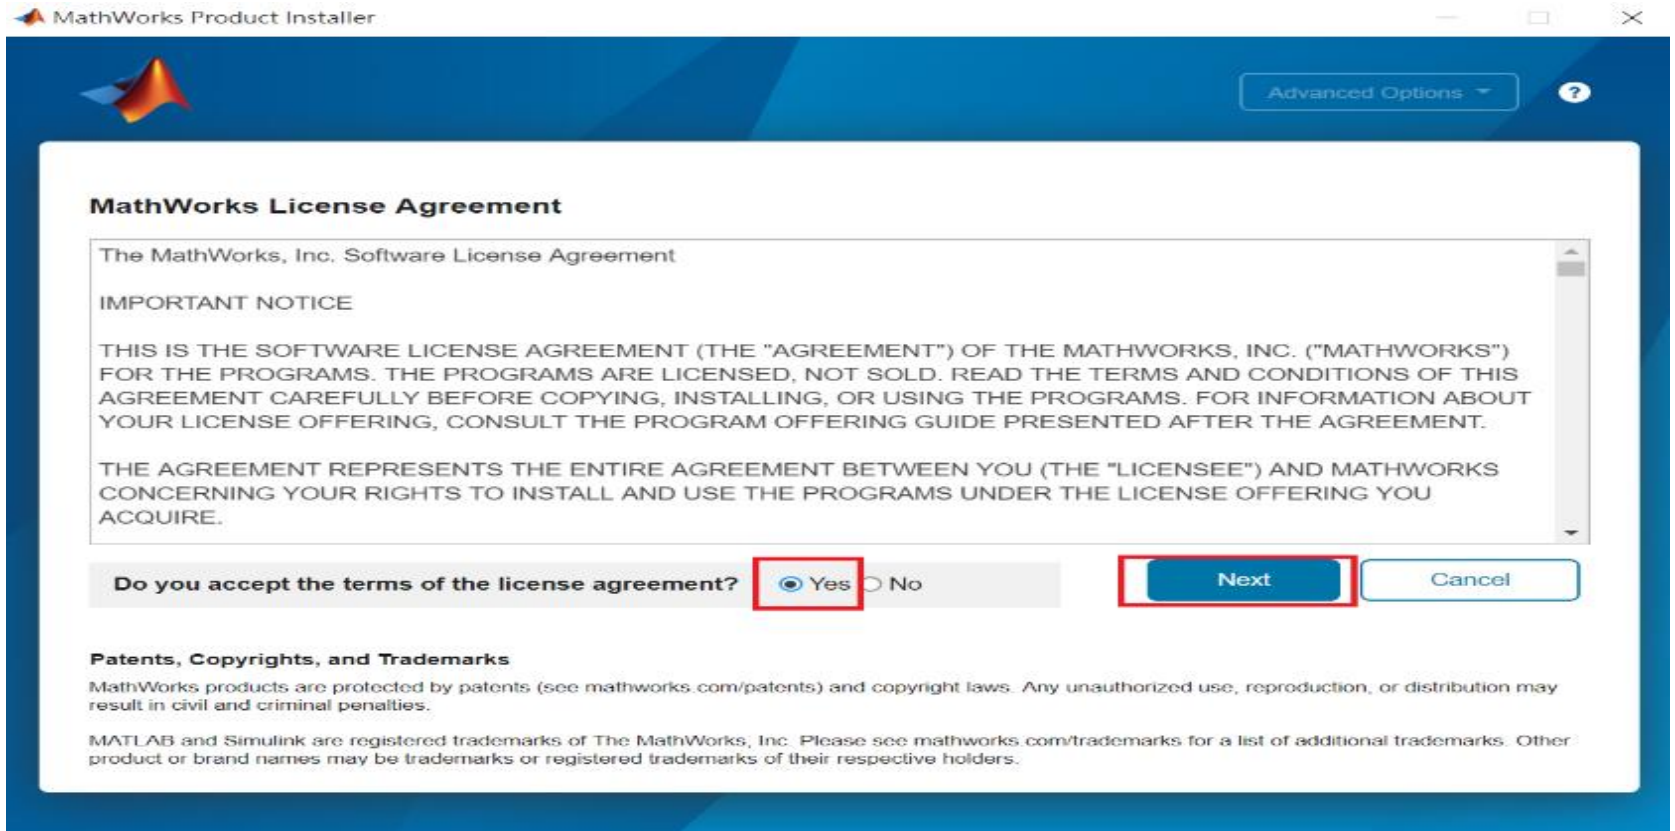 MathWorks Product Installer
Advanced Options
?
MathWorks License Agreement
The MathWorks, Inc. Software License Agreement
IMPORTANT NOTICE
THIS IS THE SOFTWARE LICENSE AGREEMENT (THE "AGREEMENT") OF THE MATHWORKS, INC. ("MATHWORKS")
FOR THE PROGRAMS. THE PROGRAMS ARE LICENSED, NOT SOLD. READ THE TERMS AND CONDITIONS OF THIS
AGREEMENT CAREFULLY BEFORE COPYING, INSTALLING, OR USING THE PROGRAMS. FOR INFORMATION ABOUT
YOUR LICENSE OFFERING, CONSULT THE PROGRAM OFFERING GUIDE PRESENTED AFTER THE AGREEMENT.
THE AGREEMENT REPRESENTS THE ENTIRE AGREEMENT BETWEEN YOU (THE "LICENSEE") AND MATHWORKS
CONCERNING YOUR RIGHTS TO INSTALL AND USE THE PROGRAMS UNDER THE LICENSE OFFERING YOU
ACQUIRE.
Do you accept the terms of the license agreement? Yes No Next Cancel
Patents, Copyrights, and Trademarks
MathWorks products are protected by patents (see mathworks.com/patents) and copyright laws. Any unauthorized use, reproduction, or distribution may
result in civil and criminal penalties.
MATLAB and Simulink are registered trademarks of The MathWorks, Inc. Please see mathworks.com/trademarks for a list of additional trademarks. Other
product or brand names may be trademarks or registered trademarks of their respective holders.